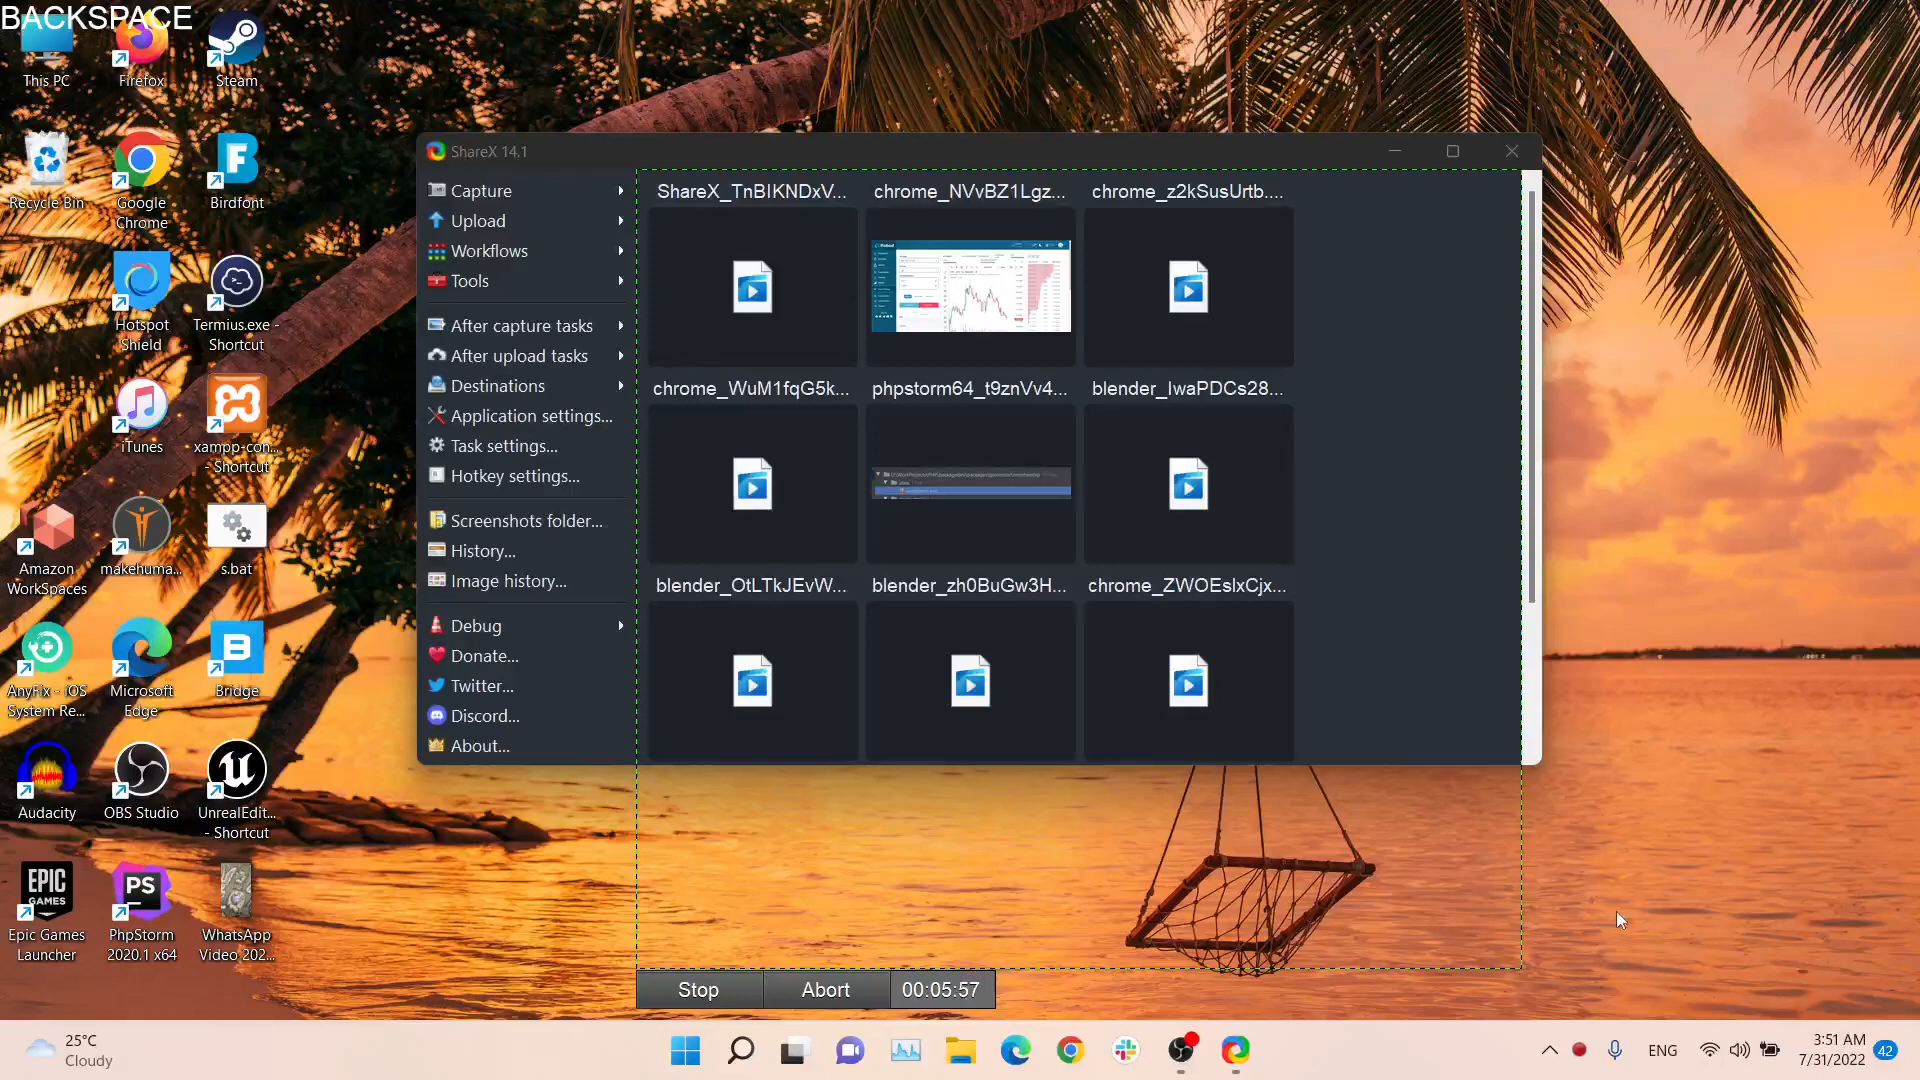 BACKSPACE
This PC
Firefox
Steam
Recycle Bin
Google
Chrome
Birdfont
Hotspot
Shield
Termius.exe -
Shortcut
iTunes
xampp-con...
- Shortcut
Amazon
WorkSpaces
makehuma...
s.bat
AnyFix - iOS
System Re...
Microsoft
Edge
Bridge
Audacity
OBS Studio
UnrealEdit...
- Shortcut
EPIC
GAMES
Epic Games
Launcher
PS
PhpStorm
2020.1 x64
WhatsApp
Video 202...
ShareX 14.1
Capture
Upload
Workflows
Tools
After capture tasks
After upload tasks
Destinations
Application settings...
Task settings...
Hotkey settings...
Screenshots folder...
History...
Image history...
Debug
Donate...
Twitter...
Discord...
About...
ShareX_TnBIKNDxV...
chrome_NVvBZ1Lgz...
chrome_z2kSusUrtb....
chrome_WuM1fqG5k...
phpstorm64_t9znVv4...
blender_IwaPDCs28...
blender_OtLTkJEvW...
blender_zh0BuGw3H...
chrome_ZWOEslxCjx...
Stop
Abort
00:05:57
25°C
Cloudy
ENG
3:51 AM
7/31/2022
42